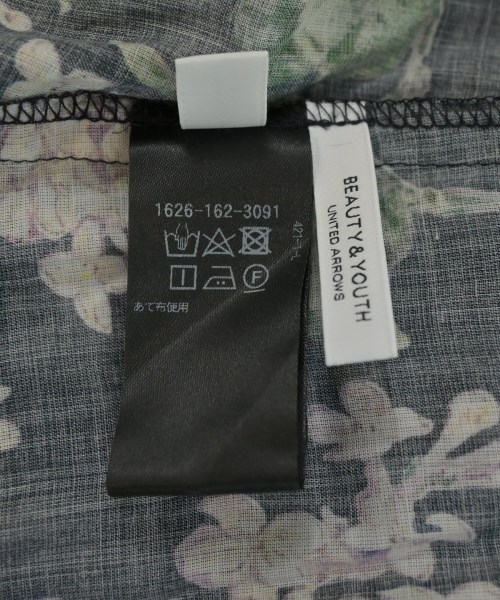 1626-162-3091
F
あて布使用
BEAUTY & YOUTH
UNITED ARROWS